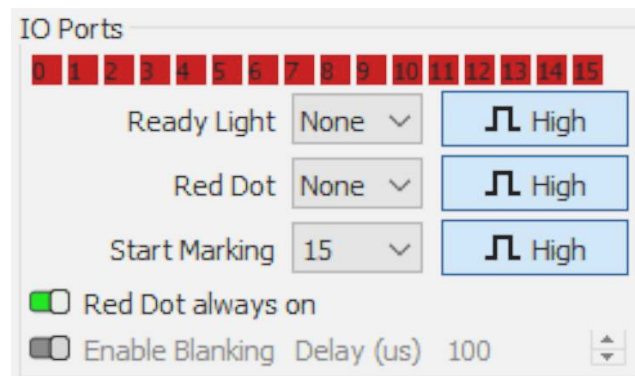 IO Ports
0 1 2 3 4 5 6 7 8 9 10 11 12 13 14 15
Ready Light None High
Red Dot None High
Start Marking 15 High
Red Dot always on
Enable Blanking Delay (us) 100